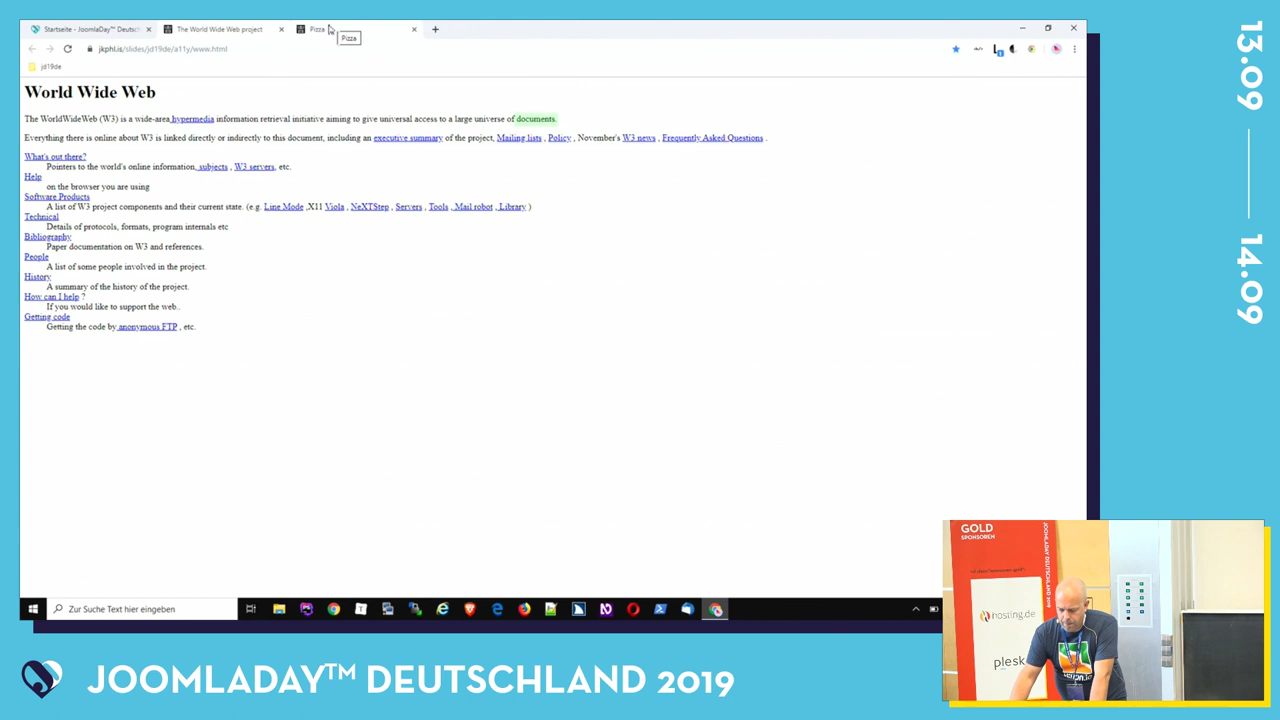 Startseite - JoomlaDay™ Deutsch
The World Wide Web project
Pizza
Pizza
jkphl.is/slides/jd19de/a11y/www.html
jd19de
World Wide Web
The WorldWideWeb (W3) is a wide-area hypermedia information retrieval initiative aiming to give universal access to a large universe of documents.
Everything there is online about W3 is linked directly or indirectly to this document, including an executive summary of the project, Mailing lists , Policy , November's W3 news , Frequently Asked Questions .
What's out there?
Pointers to the world's online information, subjects , W3 servers, etc.
Help
on the browser you are using
Software Products
A list of W3 project components and their current state. (e.g. Line Mode ,X11 Viola , NeXTStep , Servers , Tools , Mail robot , Library )
Technical
Details of protocols, formats, program internals etc
Bibliography
Paper documentation on W3 and references.
People
A list of some people involved in the project.
History
A summary of the history of the project.
How can I help ?
If you would like to support the web..
Getting code
Getting the code by anonymous FTP , etc.
Zur Suche Text hier eingeben
13.09
14.09
GOLD
SPONSOREN
JOOMLADAY DEUTSCHLAND 2019
hosting.de
plesk
JOOMLADAY™ DEUTSCHLAND 2019